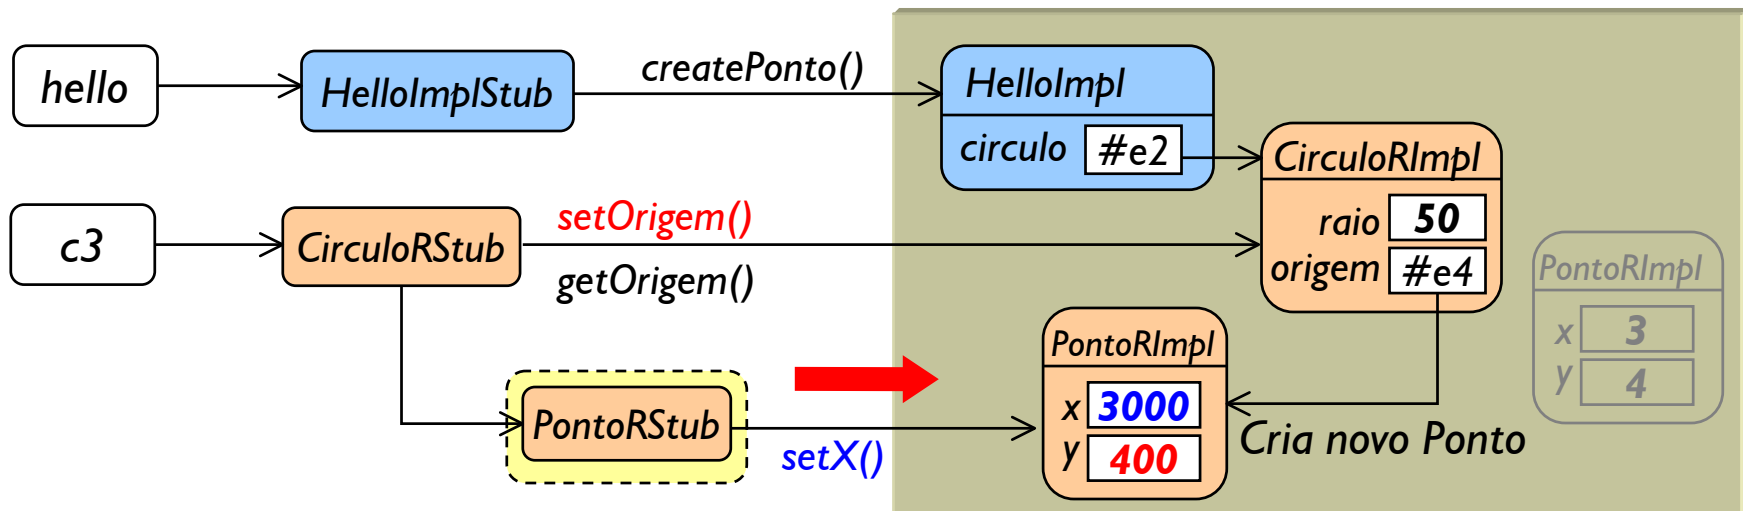 hello
HelloImplStub
createPonto()
HelloImpl
circulo #e2
c3
CirculoRStub
setOrigem()
getOrigem()
CirculoRImpl
raio 50
origem #e4
PontoRImpl
x 3
y 4
PontoRStub
setX()
PontoRImpl
x 3000
y 400
Cria novo Ponto